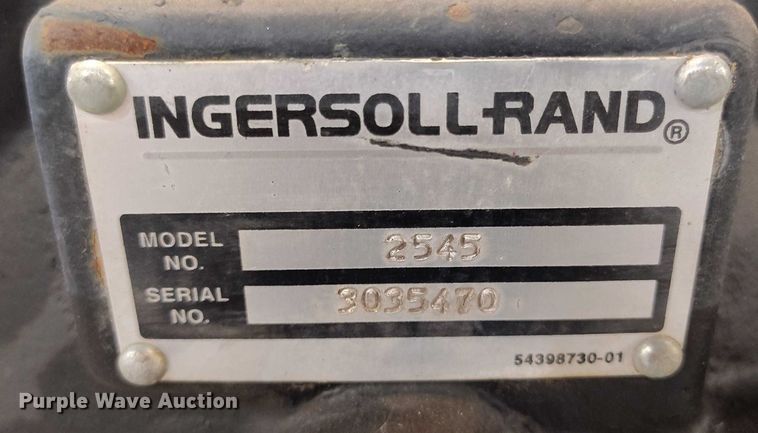 INGERSOLL-RAND®
MODEL NO. 2545
SERIAL NO. 3035470
54398730-01
Purple Wave Auction